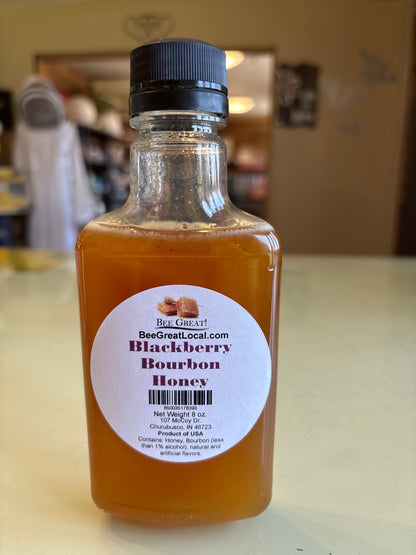 BEE GREAT!
BeeGreatLocal.com
Blackberry
Bourbon
Honey
850035178393
Net Weight 8 oz.
107 McCoy Dr.
Churubusco, IN 46723
Product of USA
Contains: Honey, Bourbon (less
than 1% alcohol), natural and
artificial flavors.